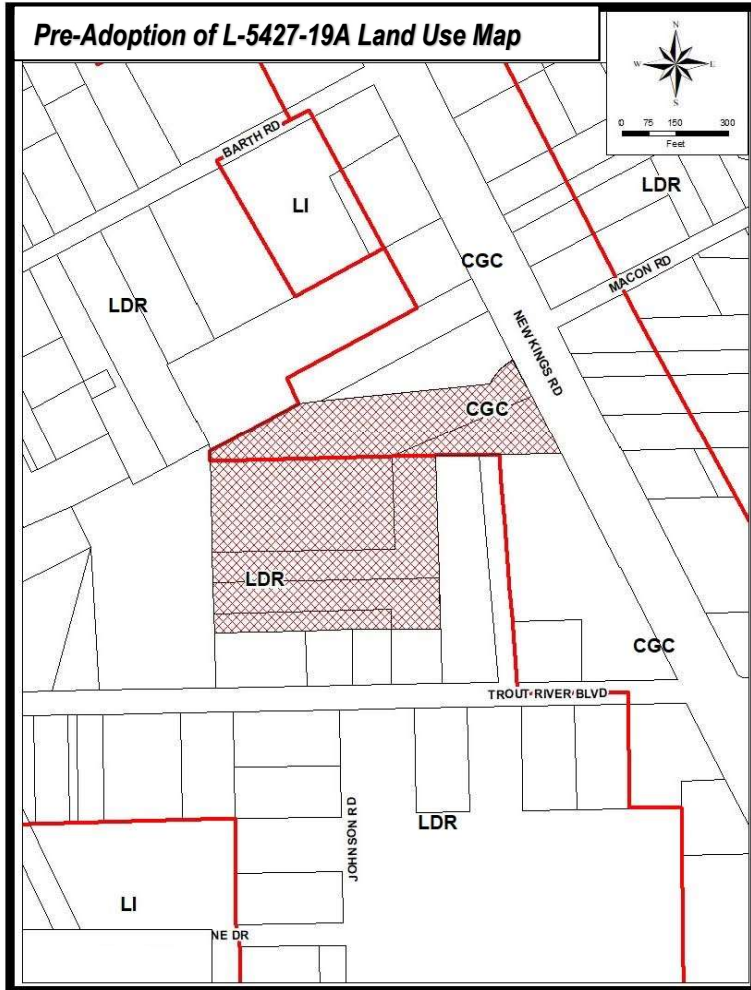 Pre-Adoption of L-5427-19A Land Use Map
N
W E
S
0 75 150 300
Feet
BARTH RD
LI
LDR
LDR
CGC
MACON RD
NEW KINGS RD
CGC
LDR
CGC
TROUT RIVER BLVD
JOHNSON RD
LDR
LI
NE DR